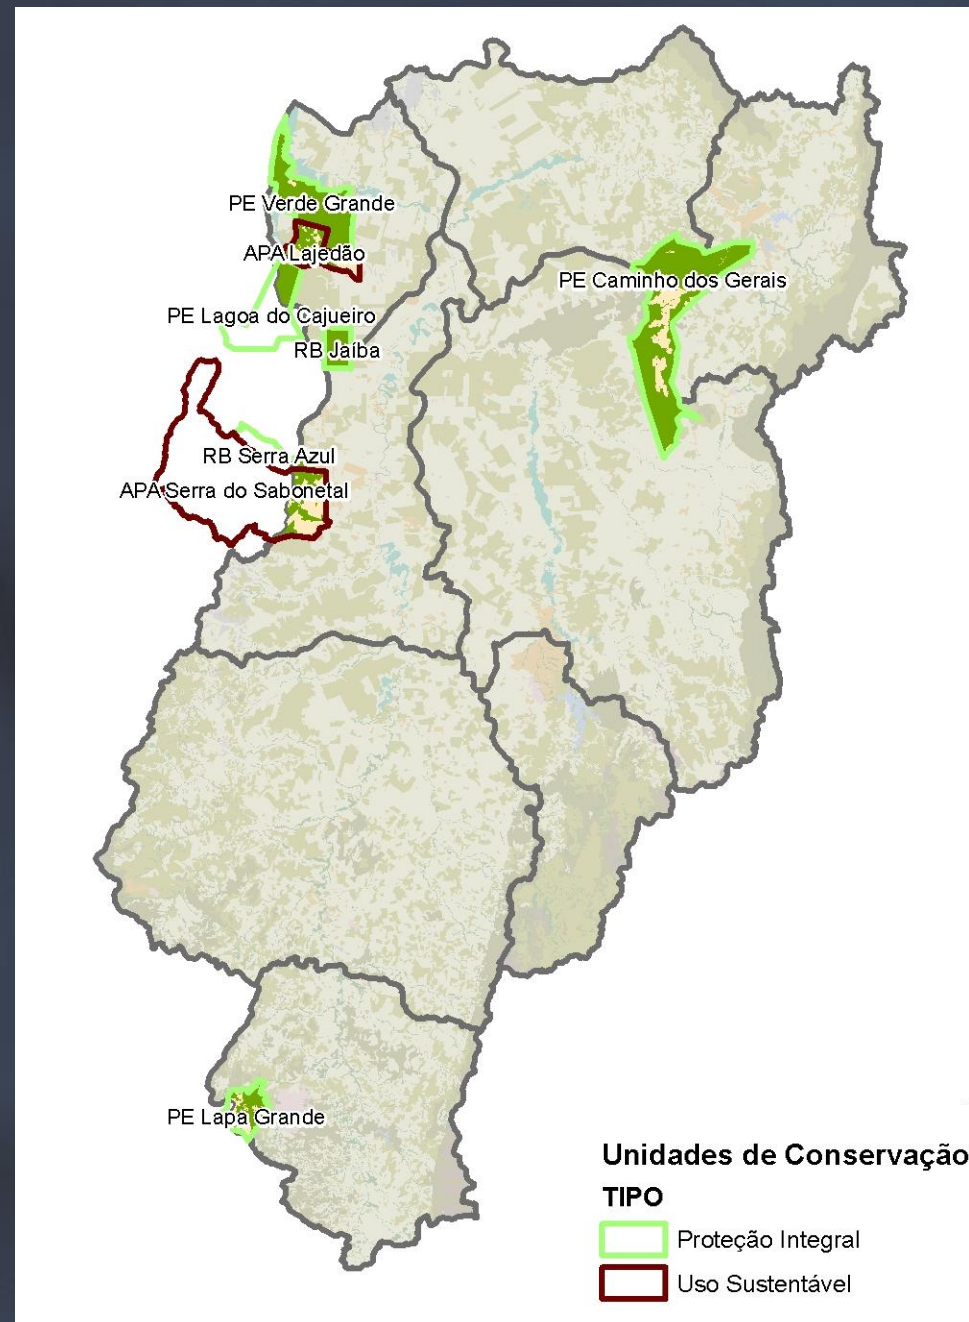 PE Verde Grande
APA Lajedão
PE Caminho dos Gerais
PE Lagoa do Cajueiro
RB Jaíba
RB Serra Azul
APA Serra do Sabonetal
PE Lapa Grande
Unidades de Conservação
TIPO
Proteção Integral
Uso Sustentável